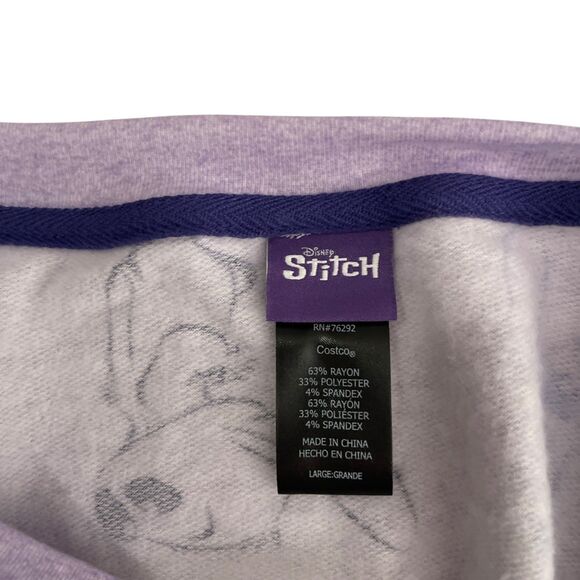 Disney
Stitch
RN#76292
Costco®
63% RAYON
33% POLYESTER
4% SPANDEX
63% RAYÓN
33% POLIÉSTER
4% SPANDEX
MADE IN CHINA
HECHO EN CHINA
LARGE:GRANDE